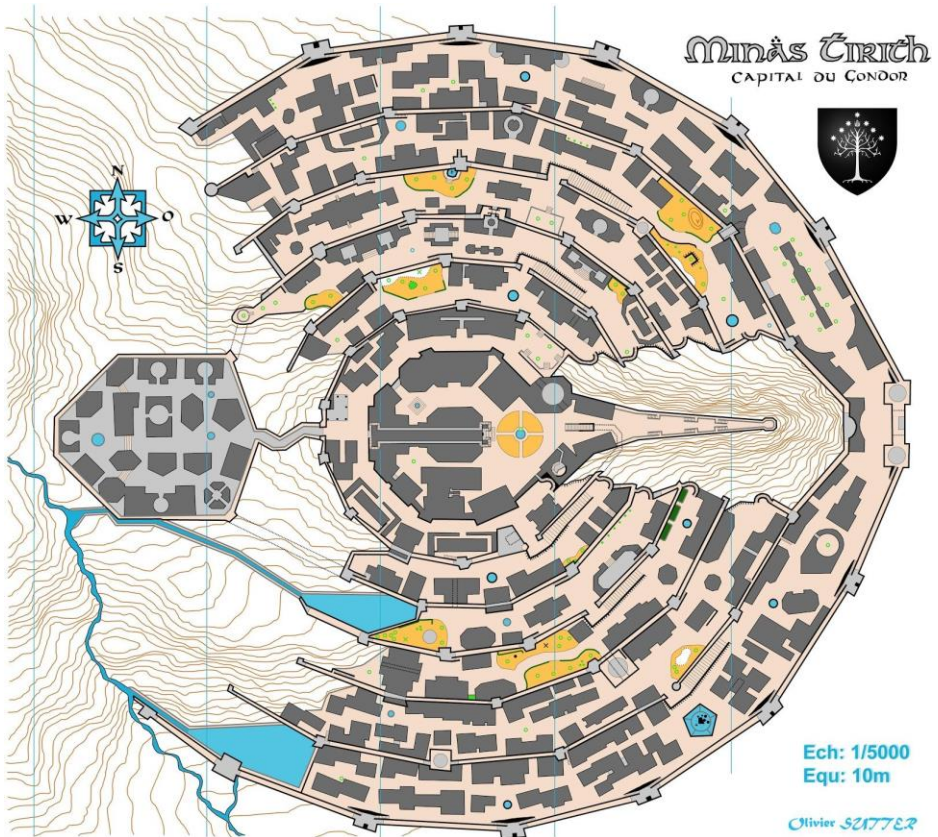 Minas Tirith
Capital du Gondor
N
W O
S
Ech: 1/5000
Equ: 10m
Olivier SUTTER